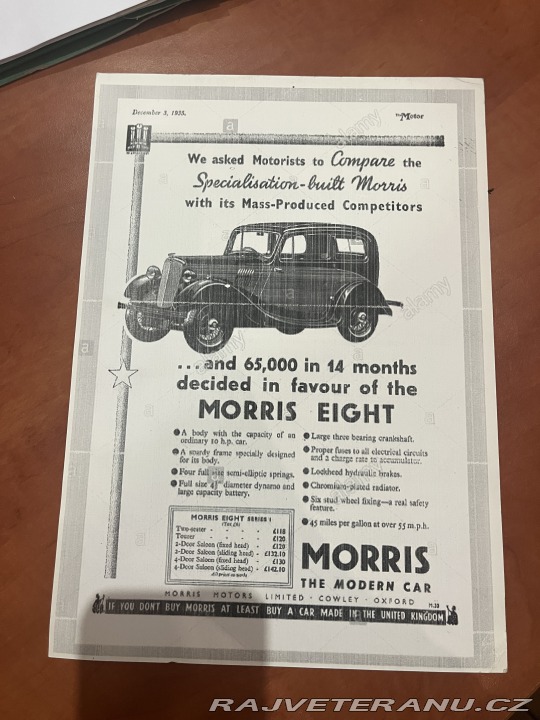 December 3, 1935.
The Motor
We asked Motorists to Compare the
Specialisation-built Morris
with its Mass-Produced Competitors
...and 65,000 in 14 months
decided in favour of the
MORRIS EIGHT
A body with the capacity of an
ordinary 10 h.p. car.
A sturdy frame specially designed
for its body.
Four full size semi-elliptic springs.
Full size 4½" diameter dynamo and
large capacity battery.
Large three bearing crankshaft.
Proper fuses to all electrical circuits
and 2 charge rate to accumulator.
Lockheed hydraulic brakes.
Chromium-plated radiator.
Six stud wheel fixing—a real safety
feature.
45 miles per gallon at over 55 m.p.h.
MORRIS EIGHT SERIES I
Two-seater - - - - £118
Tourer - - - - £120
2-Door Saloon (fixed head) - £120
2-Door Saloon (sliding head) - £132.10
4-Door Saloon (fixed head) - £130
4-Door Saloon (sliding head) - £142.10
All prices ex works
MORRIS
THE MODERN CAR
MORRIS MOTORS LIMITED · COWLEY · OXFORD
IF YOU DON'T BUY MORRIS AT LEAST BUY A CAR MADE IN THE UNITED KINGDOM
a
alamy
RAJVETERANU.CZ